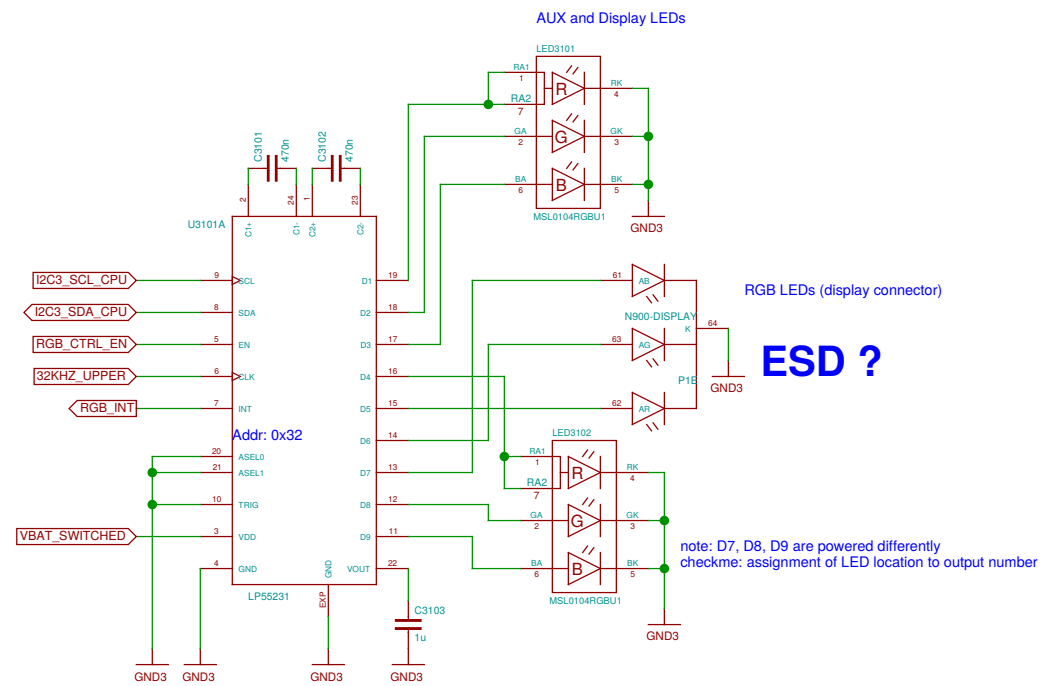 AUX and Display LEDs
LED3101
RA1
1
RA2
7
R
RK
4
GA
2
G
GK
3
BA
6
B
BK
5
MSL0104RGBU1
GND3
C3101
470n
C3102
470n
2
24
1
23
C1+
C1-
C2+
C2-
U3101A
I2C3_SCL_CPU
9
SCL
D1
19
I2C3_SDA_CPU
8
SDA
D2
18
RGB_CTRL_EN
5
EN
D3
17
32KHZ_UPPER
6
CLK
D4
16
RGB_INT
7
INT
D5
15
Addr: 0x32
D6
14
20
ASEL0
21
ASEL1
D7
13
10
TRIG
D8
12
VBAT_SWITCHED
3
VDD
D9
11
4
GND
GND
VOUT
22
LP55231
EXP
C3103
1u
GND3
GND3
GND3
GND3
61
AB
RGB LEDs (display connector)
N900-DISPLAY
K
64
63
AG
ESD ?
P1E
GND3
62
AR
LED3102
RA1
1
RA2
7
R
RK
4
GA
2
G
GK
3
BA
6
B
BK
5
MSL0104RGBU1
GND3
note: D7, D8, D9 are powered differently
checkme: assignment of LED location to output number